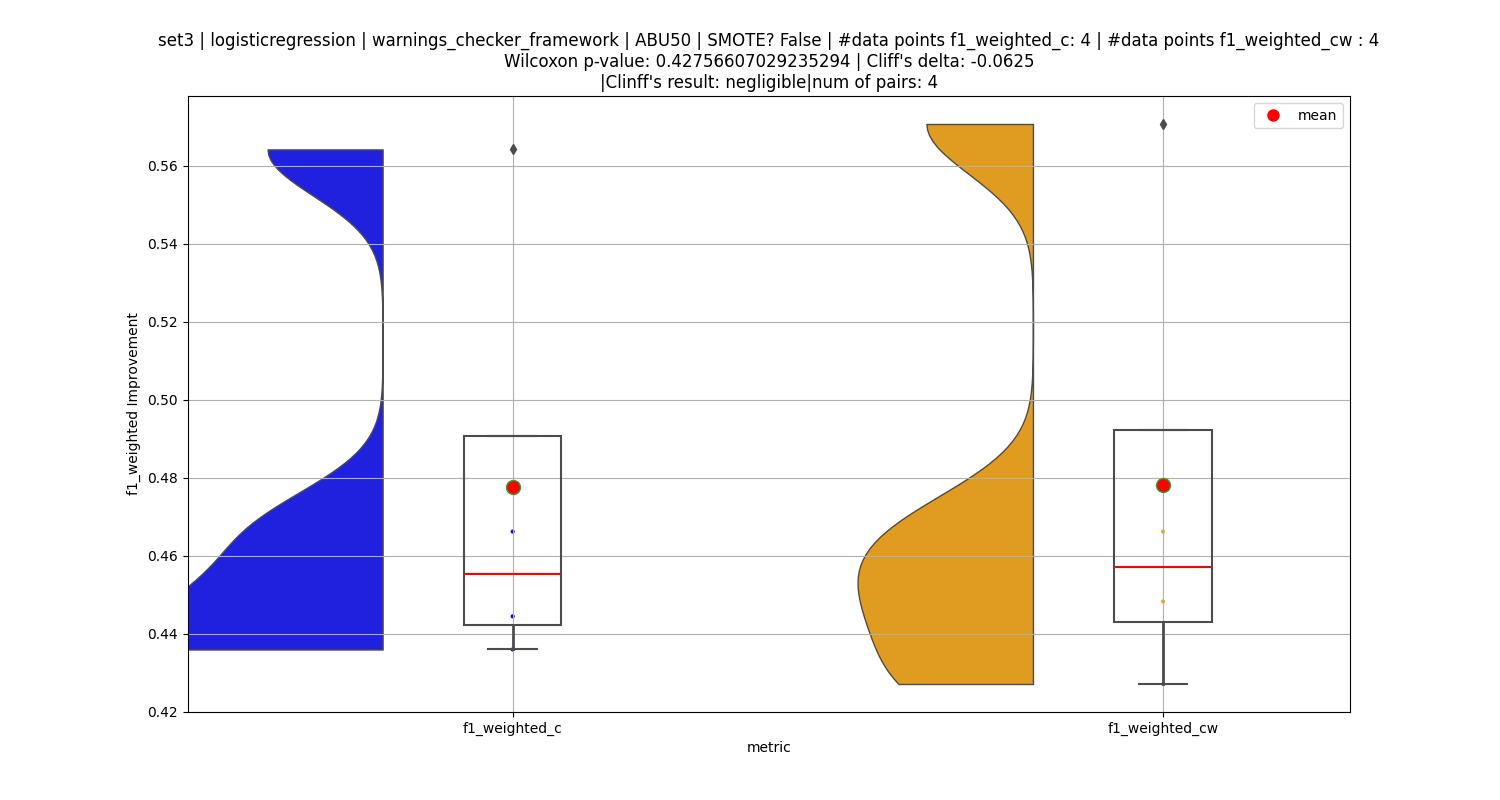 set3 | logisticregression | warnings_checker_framework | ABU50 | SMOTE? False | #data points f1_weighted_c: 4 | #data points f1_weighted_cw : 4
Wilcoxon p-value: 0.42756607029235294 | Cliff's delta: -0.0625
|Clinff's result: negligible|num of pairs: 4
mean
0.56
0.54
0.52
0.50
0.48
0.46
0.44
0.42
f1_weighted Improvement
f1_weighted_c
f1_weighted_cw
metric